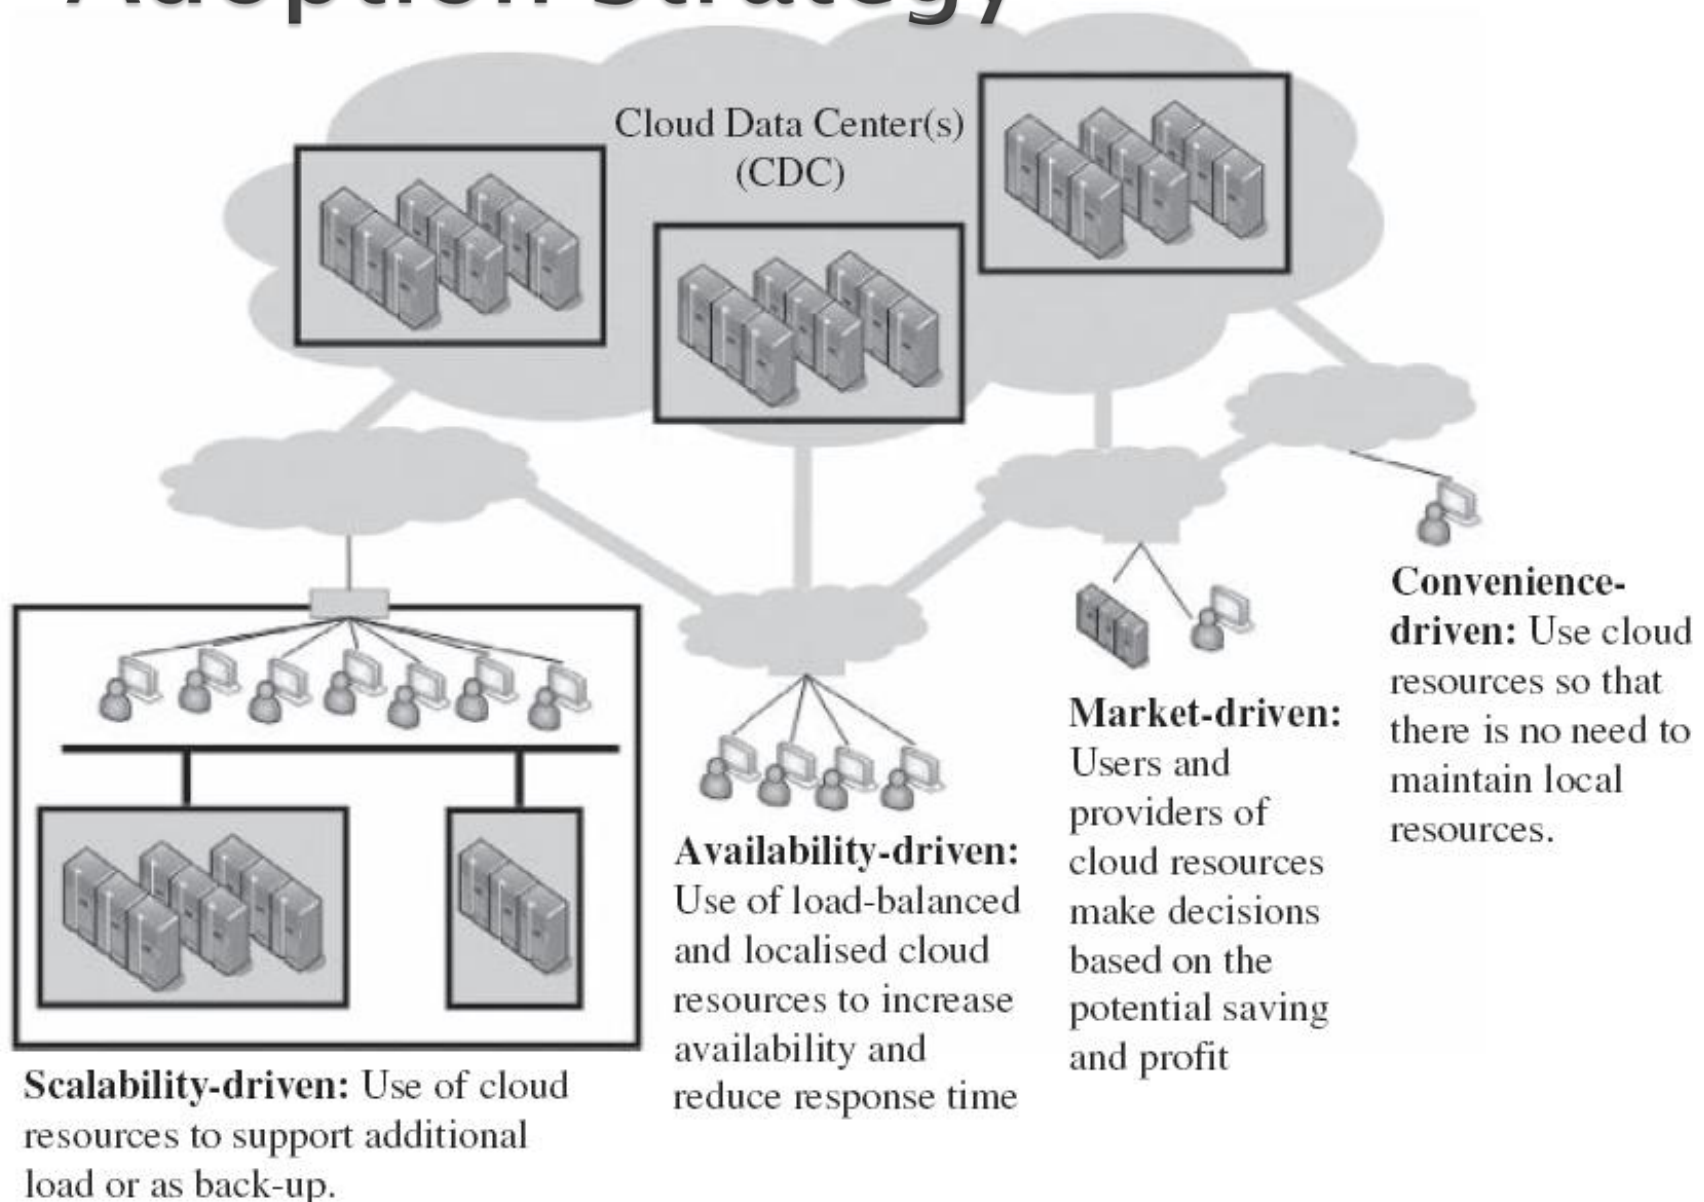 Adoption Strategy
Cloud Data Center(s)
(CDC)
Convenience-
driven: Use cloud
resources so that
there is no need to
maintain local
resources.
Market-driven:
Users and
providers of
cloud resources
make decisions
based on the
potential saving
and profit
Availability-driven:
Use of load-balanced
and localised cloud
resources to increase
availability and
reduce response time
Scalability-driven: Use of cloud
resources to support additional
load or as back-up.